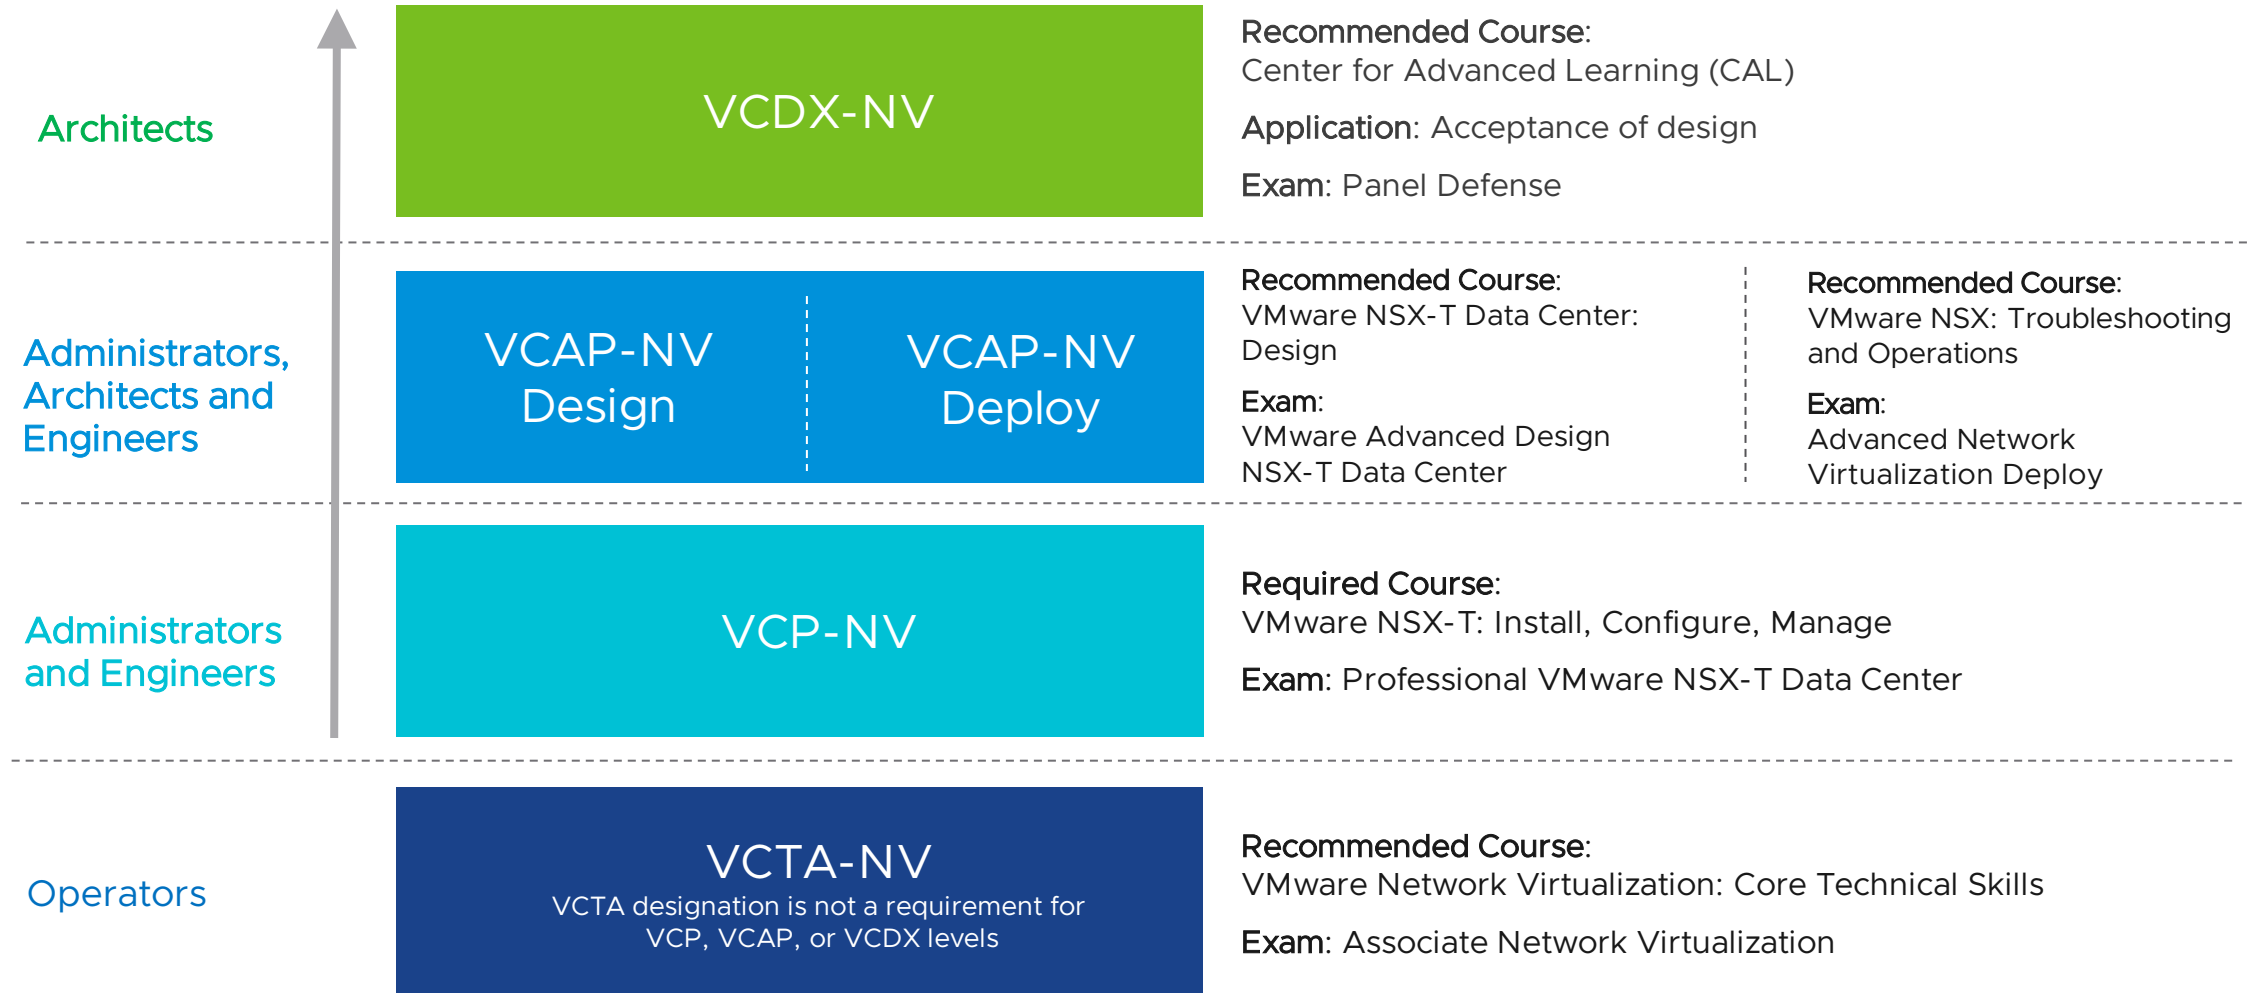 Architects
VCDX-NV
Recommended Course:
Center for Advanced Learning (CAL)
Application: Acceptance of design
Exam: Panel Defense
Administrators,
Architects and
Engineers
VCAP-NV
Design
VCAP-NV
Deploy
Recommended Course:
VMware NSX-T Data Center:
Design
Exam:
VMware Advanced Design
NSX-T Data Center
Recommended Course:
VMware NSX: Troubleshooting
and Operations
Exam:
Advanced Network
Virtualization Deploy
Administrators
and Engineers
VCP-NV
Required Course:
VMware NSX-T: Install, Configure, Manage
Exam: Professional VMware NSX-T Data Center
Operators
VCTA-NV
VCTA designation is not a requirement for
VCP, VCAP, or VCDX levels
Recommended Course:
VMware Network Virtualization: Core Technical Skills
Exam: Associate Network Virtualization